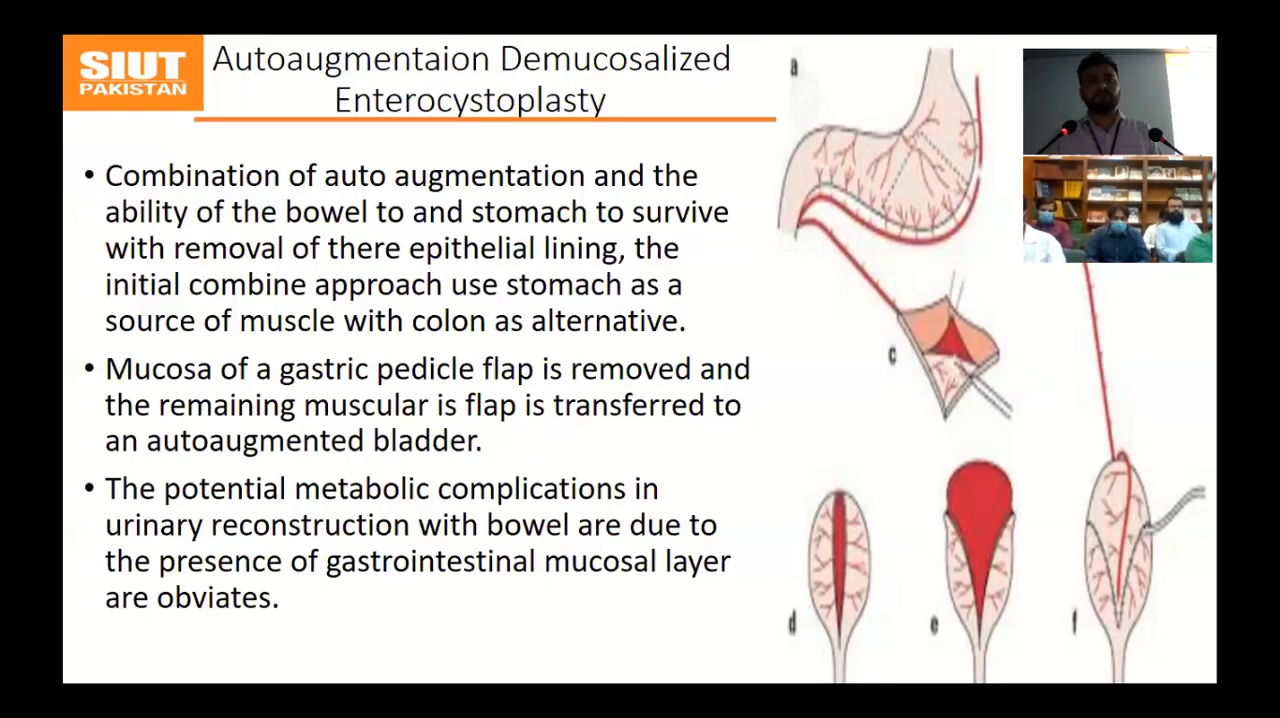 SIUT
PAKISTAN
Autoaugmentaion Demucosalized
Enterocystoplasty
• Combination of auto augmentation and the
ability of the bowel to and stomach to survive
with removal of there epithelial lining, the
initial combine approach use stomach as a
source of muscle with colon as alternative.
• Mucosa of a gastric pedicle flap is removed and
the remaining muscular is flap is transferred to
an autoaugmented bladder.
• The potential metabolic complications in
urinary reconstruction with bowel are due to
the presence of gastrointestinal mucosal layer
are obviates.
a
c
d
e
f